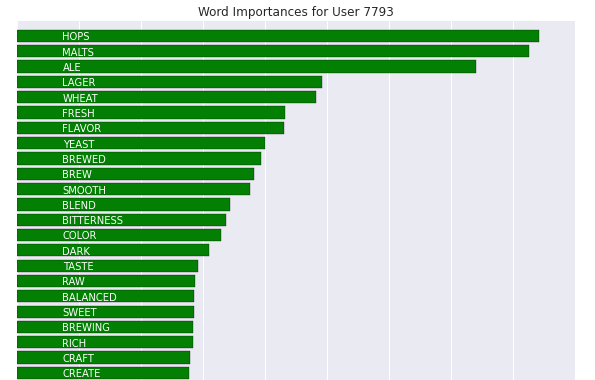 Word Importances for User 7793
HOPS
MALTS
ALE
LAGER
WHEAT
FRESH
FLAVOR
YEAST
BREWED
BREW
SMOOTH
BLEND
BITTERNESS
COLOR
DARK
TASTE
RAW
BALANCED
SWEET
BREWING
RICH
CRAFT
CREATE